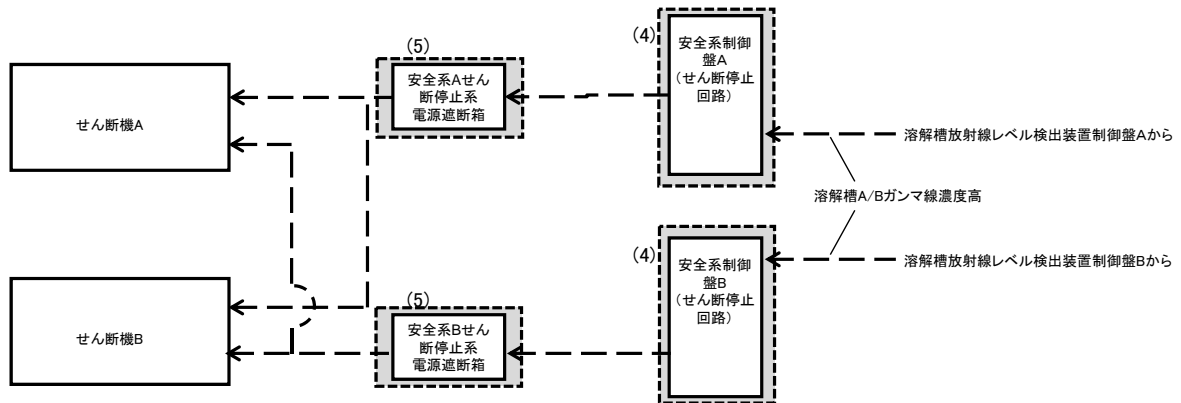 (5)
(4)
せん断機A
安全系Aせん
断停止系
電源遮断箱
安全系制御
盤A
(せん断停止
回路)
溶解槽放射線レベル検出装置制御盤Aから
溶解槽A/Bガンマ線濃度高
せん断機B
(5)
安全系Bせん
断停止系
電源遮断箱
(4)
安全系制御
盤B
(せん断停止
回路)
溶解槽放射線レベル検出装置制御盤Bから